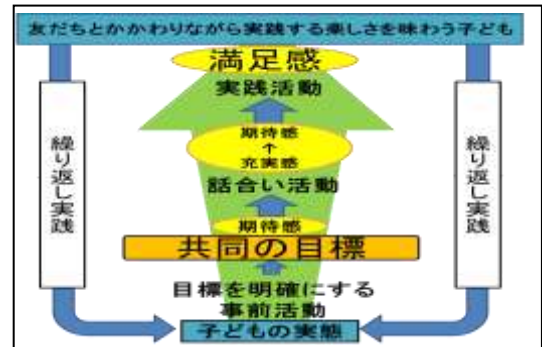 友だちとかかわりながら実践する楽しさを味わう子ども
満足感
実践活動
期待感
↑
充実感
話合い活動
期待感
共同の目標
目標を明確にする
事前活動
子どもの実態
繰り返し実践
繰り返し実践